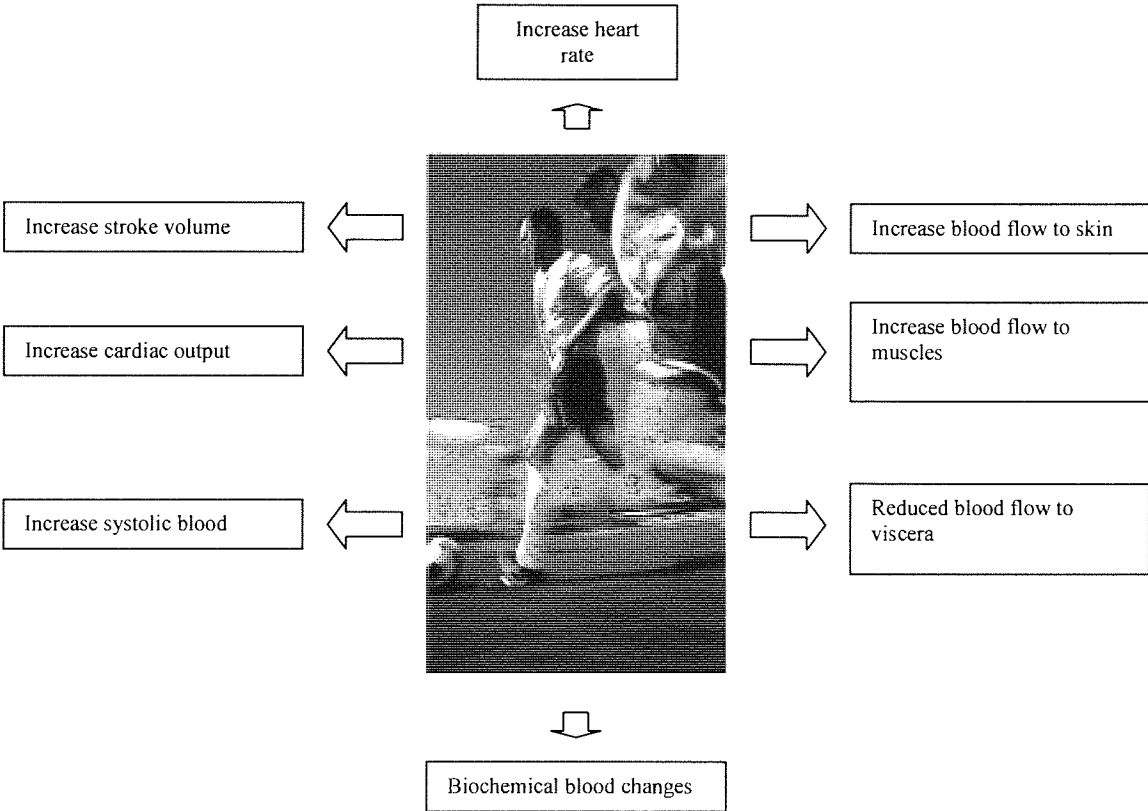 Increase heart
rate
Increase stroke volume
Increase blood flow to skin
Increase cardiac output
Increase blood flow to
muscles
Increase systolic blood
Reduced blood flow to
viscera
Biochemical blood changes